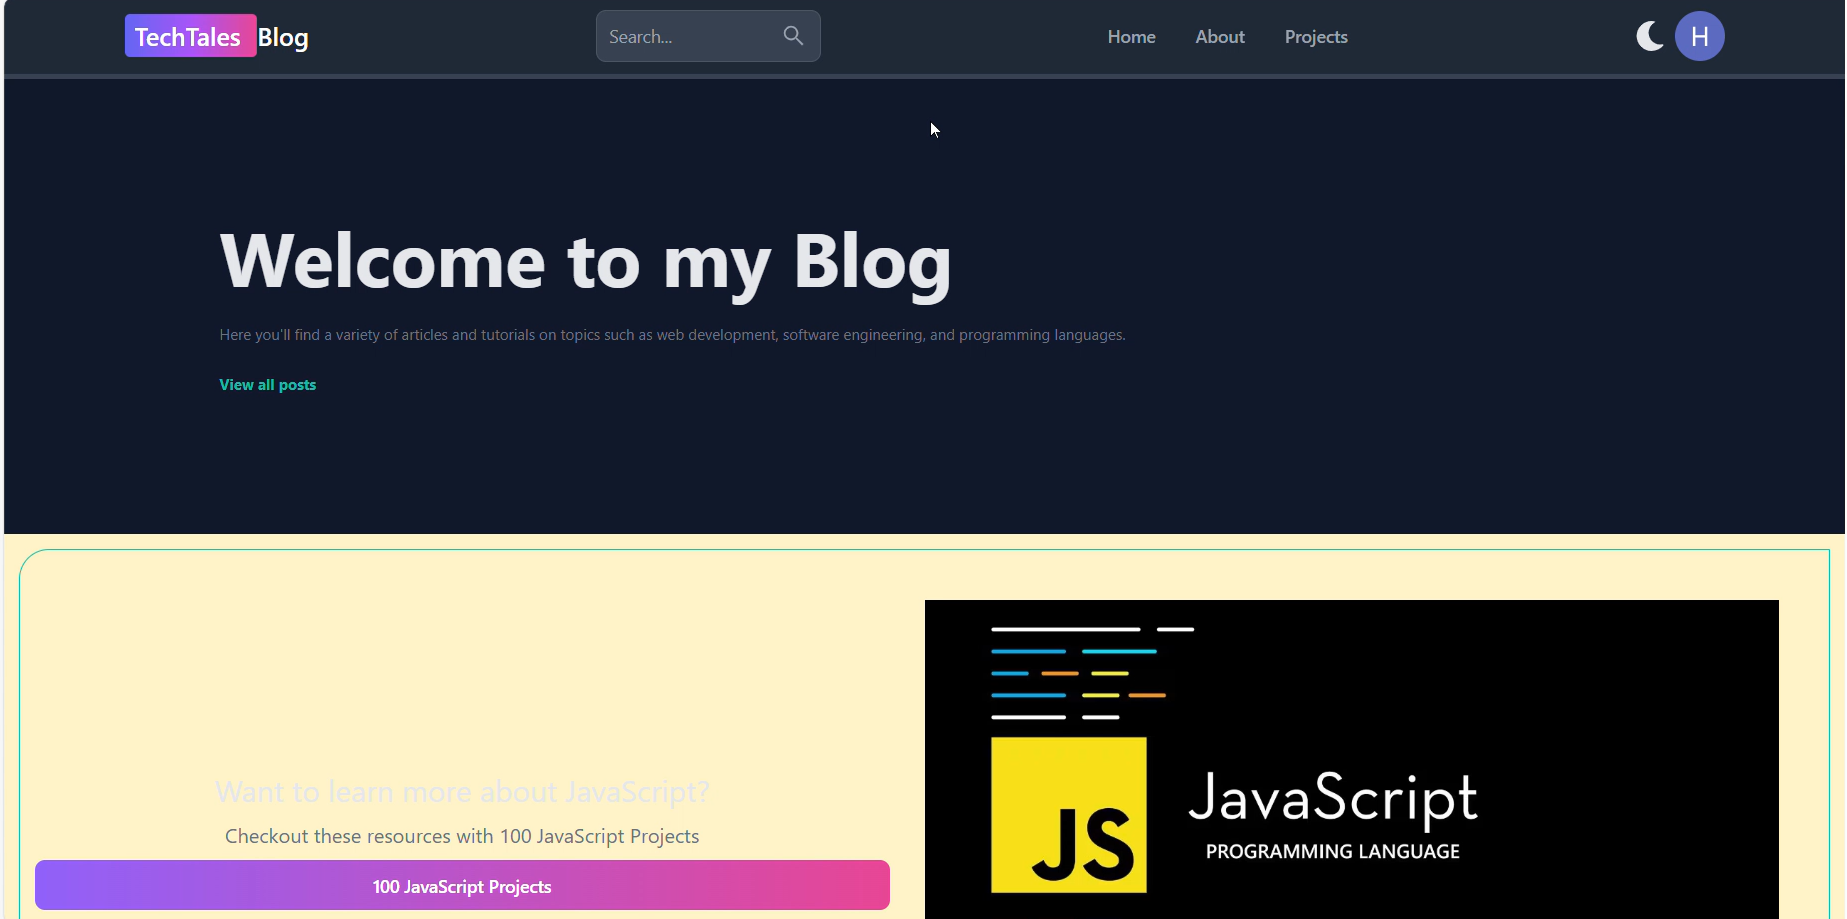 TechTales Blog
Search...
Home About Projects
H
Welcome to my Blog
Here you'll find a variety of articles and tutorials on topics such as web development, software engineering, and programming languages.
View all posts
Want to learn more about JavaScript?
Checkout these resources with 100 JavaScript Projects
100 JavaScript Projects
JS
JavaScript
PROGRAMMING LANGUAGE